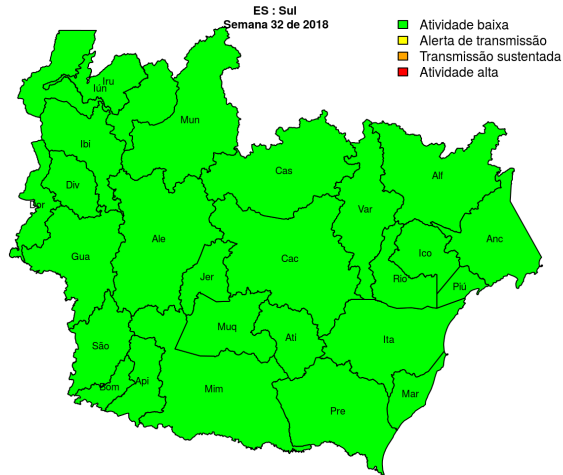 ES : Sul
Semana 32 de 2018
Atividade baixa
Alerta de transmissão
Transmissão sustentada
Atividade alta
Iru
Iún
Mun
Ibi
Cas
Alf
Div
Dor
Var
Ale
Anc
Ico
Gua
Cac
Jer
Rio
Piú
Muq
Ati
Ita
São
Api
Dom
Mim
Mar
Pre